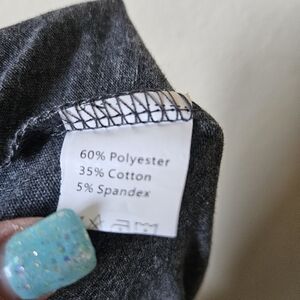 60% Polyester
35% Cotton
5% Spandex